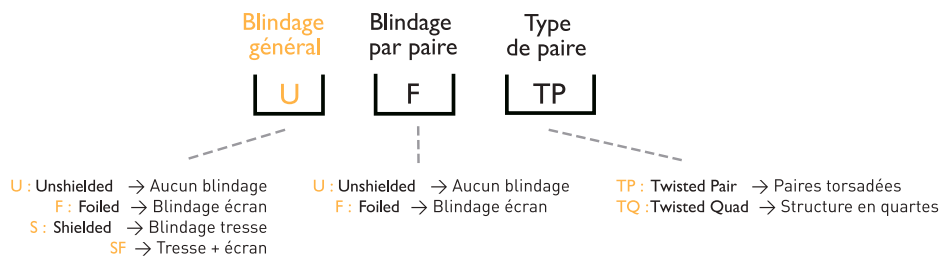 Blindage général
Blindage par paire
Type de paire
U
F
TP
U : Unshielded → Aucun blindage
F : Foiled → Blindage écran
S : Shielded → Blindage tresse
SF → Tresse + écran
U : Unshielded → Aucun blindage
F : Foiled → Blindage écran
TP : Twisted Pair → Paires torsadées
TQ : Twisted Quad → Structure en quartes